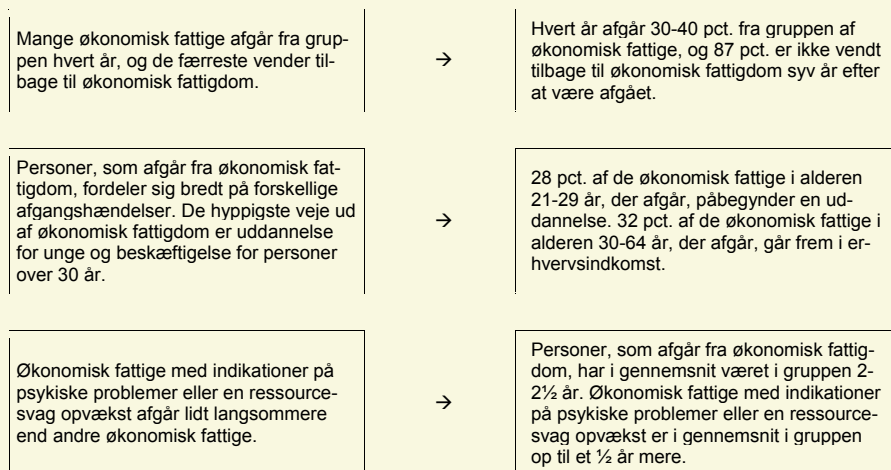 Mange økonomisk fattige afgår fra grup-
pen hvert år, og de færreste vender til-
bage til økonomisk fattigdom.
→
Hvert år afgår 30-40 pct. fra gruppen af
økonomisk fattige, og 87 pct. er ikke vendt
tilbage til økonomisk fattigdom syv år efter
at være afgået.
Personer, som afgår fra økonomisk fat-
tigdom, fordeler sig bredt på forskellige
afgangshændelser. De hyppigste veje ud
af økonomisk fattigdom er uddannelse
for unge og beskæftigelse for personer
over 30 år.
→
28 pct. af de økonomisk fattige i alderen
21-29 år, der afgår, påbegynder en ud-
dannelse. 32 pct. af de økonomisk fattige i
alderen 30-64 år, der afgår, går frem i er-
hvervsindkomst.
Økonomisk fattige med indikationer på
psykiske problemer eller en ressource-
svag opvækst afgår lidt langsommere
end andre økonomisk fattige.
→
Personer, som afgår fra økonomisk fattig-
dom, har i gennemsnit været i gruppen 2-
2½ år. Økonomisk fattige med indikationer
på psykiske problemer eller en ressource-
svag opvækst er i gennemsnit i gruppen
op til et ½ år mere.